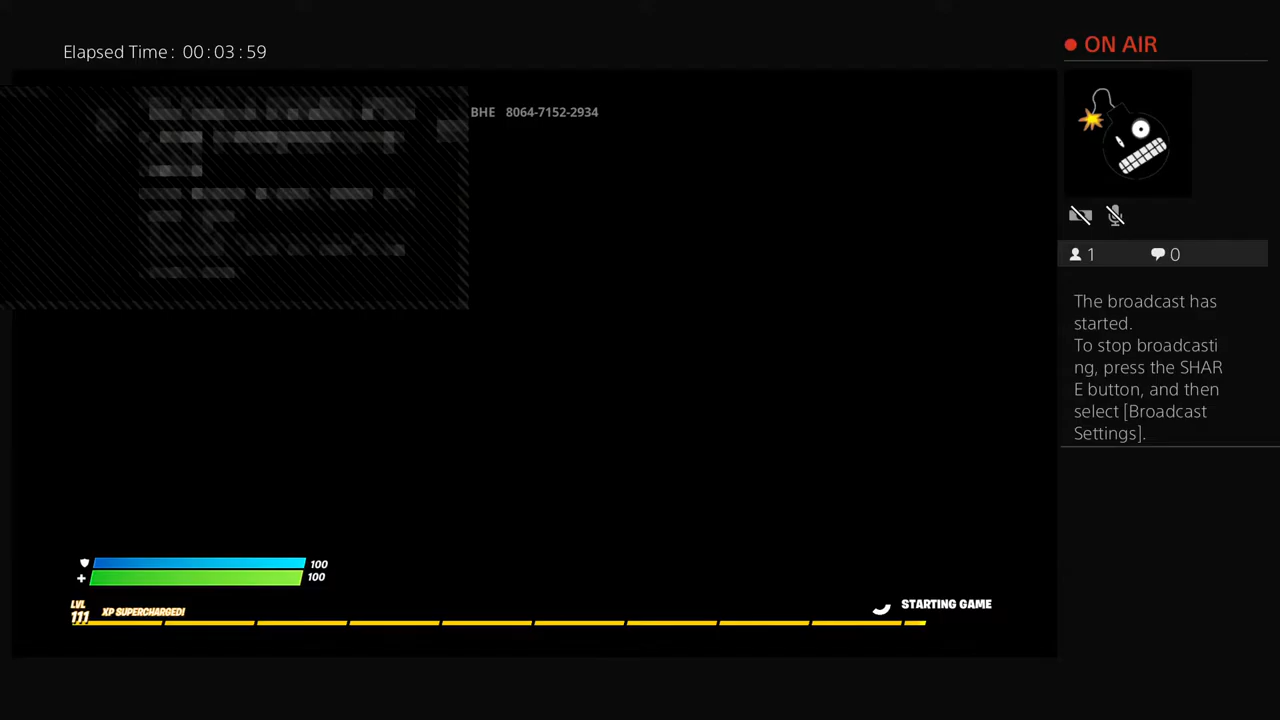 Elapsed Time: 00:03:59
ON AIR
BHE 8064-7152-2934
1 0
The broadcast has
started.
To stop broadcasti
ng, press the SHAR
E button, and then
select [Broadcast
Settings].
100
100
LVL
111
XP SUPERCHARGED!
STARTING GAME